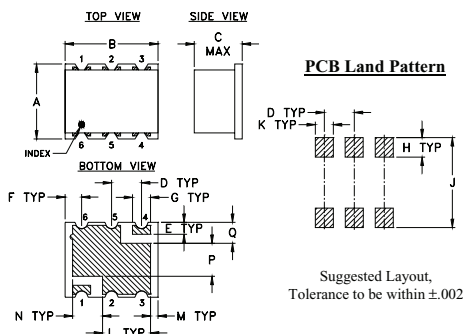 TOP VIEW
SIDE VIEW
B
C
MAX
1 2 3
A
INDEX
6 5 4
BOTTOM VIEW
F TYP
D TYP
G TYP
6 5 4
E TYP
Q
P
1 2 3
N TYP
M TYP
L TYP
PCB Land Pattern
D TYP
K TYP
H TYP
J
Suggested Layout,
Tolerance to be within ±.002